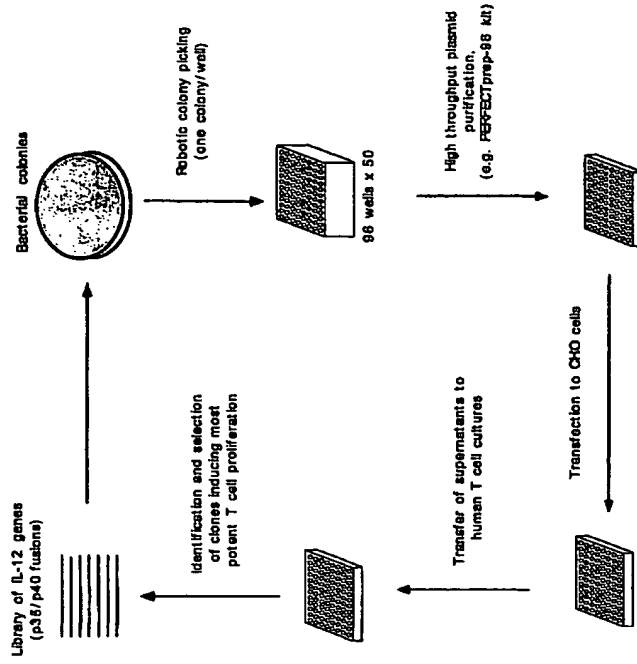 Library of IL-12 genes
(p35/p40 fusions)
Bacterial colonies
Robotic colony picking
(one colony/well)
96 wells x 50
High throughput plasmid
purification,
(e.g. PERFECTprep-96 kit)
Transfection to CHO cells
Transfer of supernatants to
human T cell cultures
Identification and selection
of clones inducing most
potent T cell proliferation